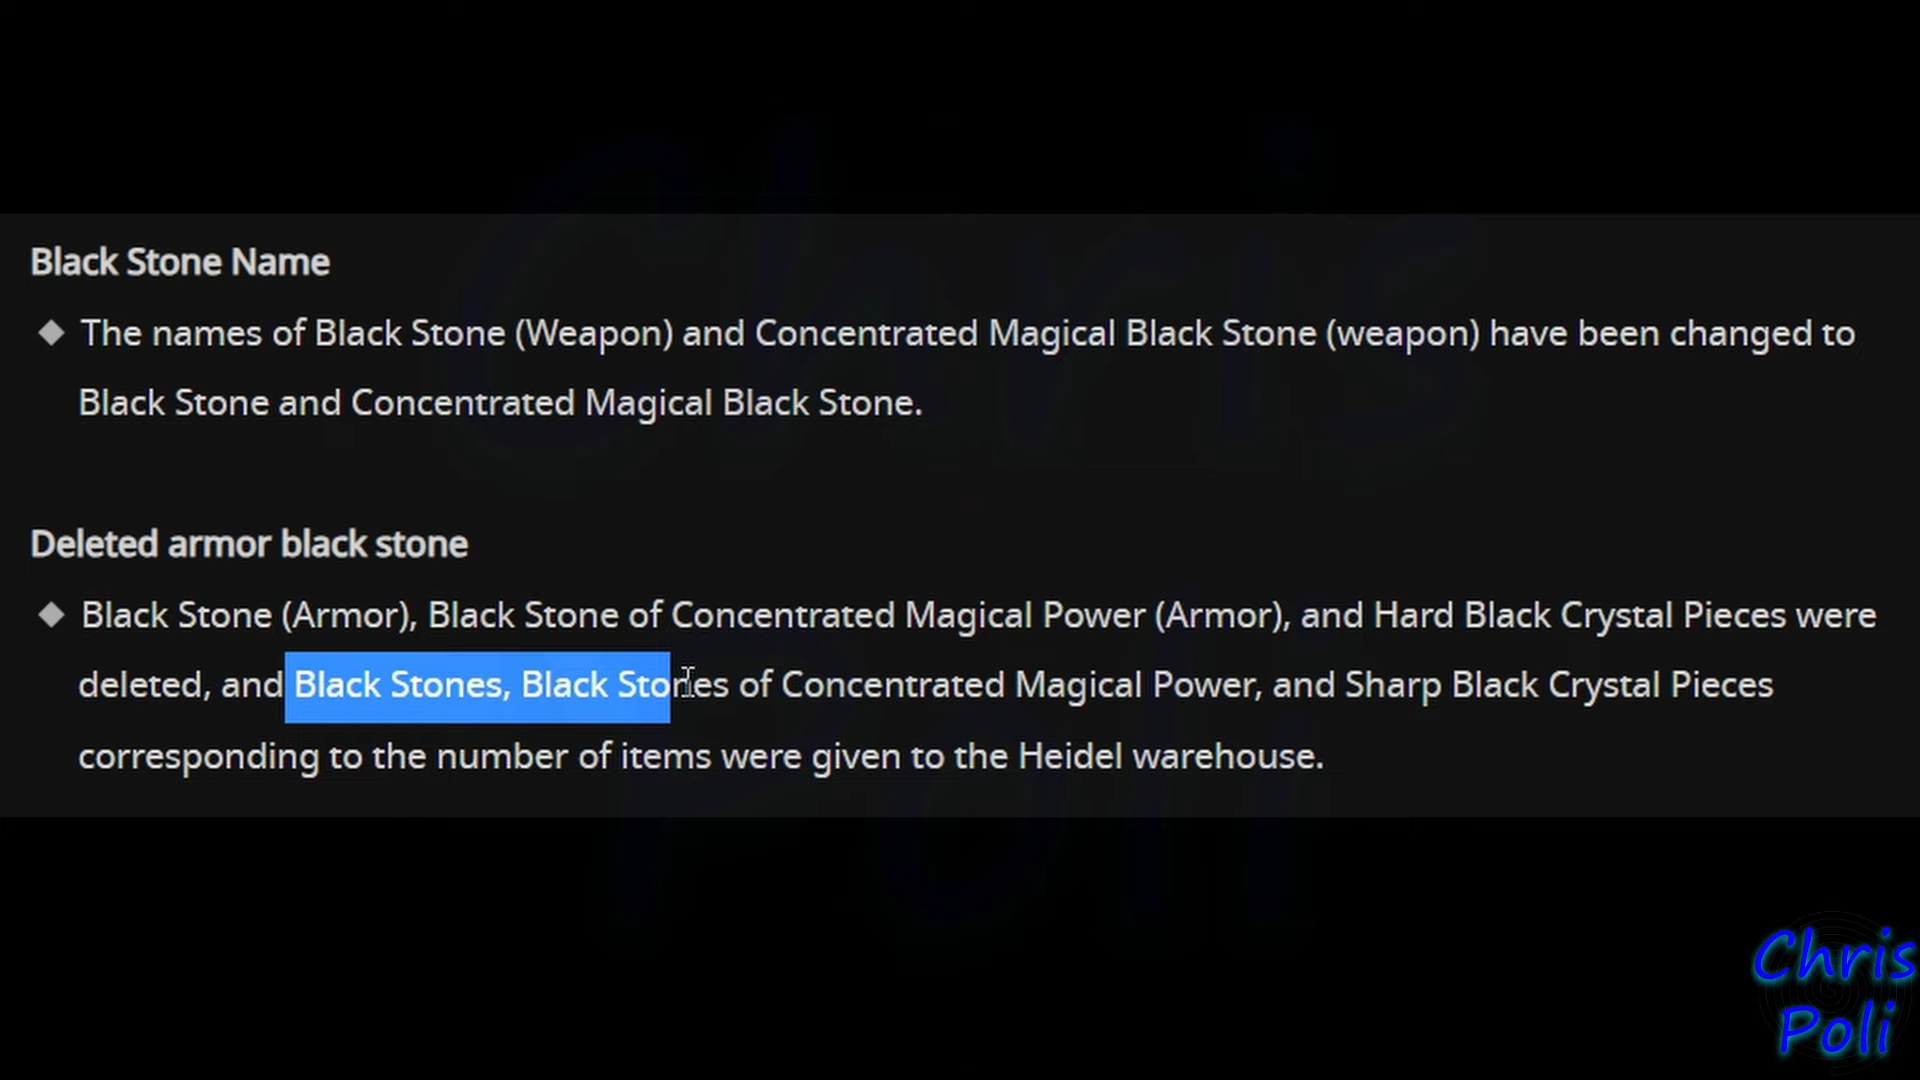 Black Stone Name
The names of Black Stone (Weapon) and Concentrated Magical Black Stone (weapon) have been changed to
Black Stone and Concentrated Magical Black Stone.
Deleted armor black stone
Black Stone (Armor), Black Stone of Concentrated Magical Power (Armor), and Hard Black Crystal Pieces were
deleted, and Black Stones, Black Stones of Concentrated Magical Power, and Sharp Black Crystal Pieces
corresponding to the number of items were given to the Heidel warehouse.
Chris
Poli
Chris
Poli